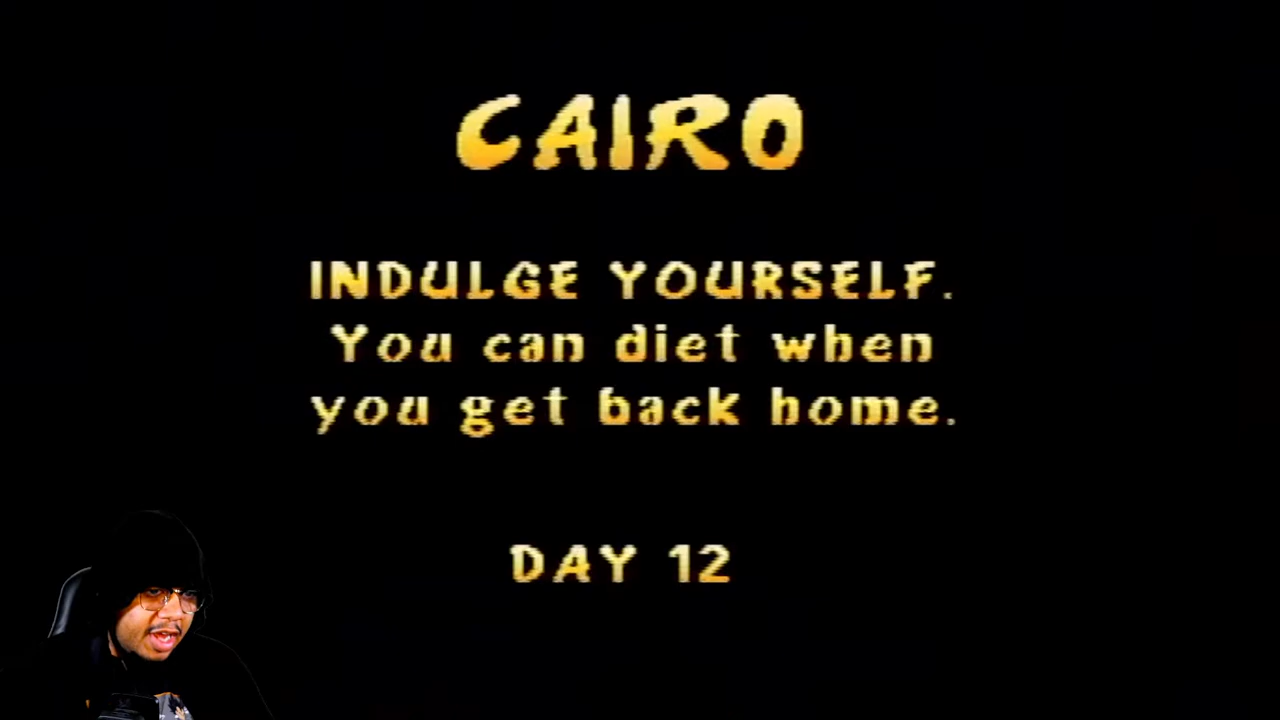 CAIRO
INDULGE YOURSELF.
You can diet when
you get back home.
DAY 12